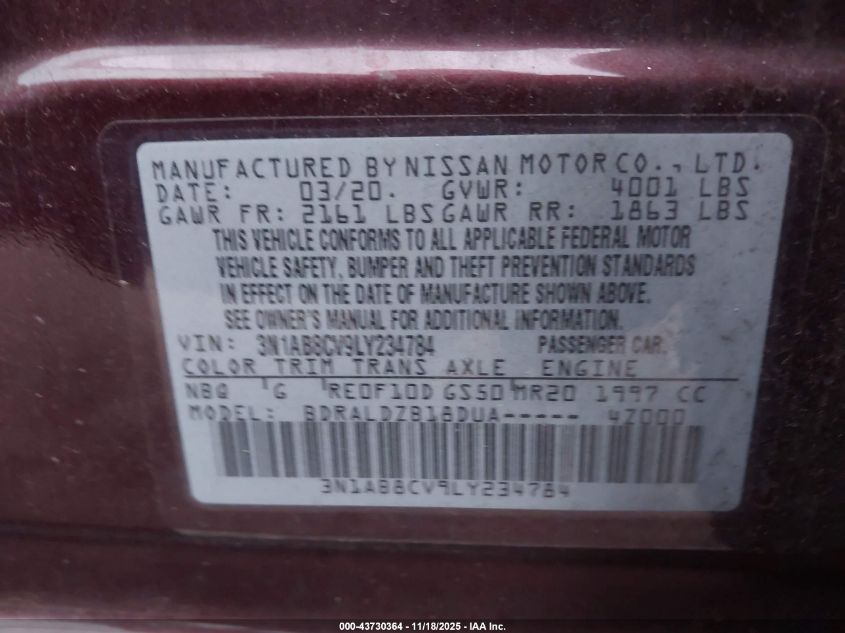 MANUFACTURED BY NISSAN MOTOR CO., LTD.
DATE: 03/20. GVWR: 4001 LBS
GAWR FR: 2161 LBS GAWR RR: 1863 LBS
THIS VEHICLE CONFORMS TO ALL APPLICABLE FEDERAL MOTOR
VEHICLE SAFETY, BUMPER AND THEFT PREVENTION STANDARDS
IN EFFECT ON THE DATE OF MANUFACTURE SHOWN ABOVE.
SEE OWNER'S MANUAL FOR ADDITIONAL INFORMATION.
VIN: 3N1AB8CV9LY234784 PASSENGER CAR.
COLOR TRIM TRANS AXLE ENGINE
NBQ G RE0F10D GS50 MR20 1997 CC
MODEL: BDRALDZB18DUA----- 4Z000
3N1AB8CV9LY234784
000-43730364 - 11/18/2025 - IAA Inc.